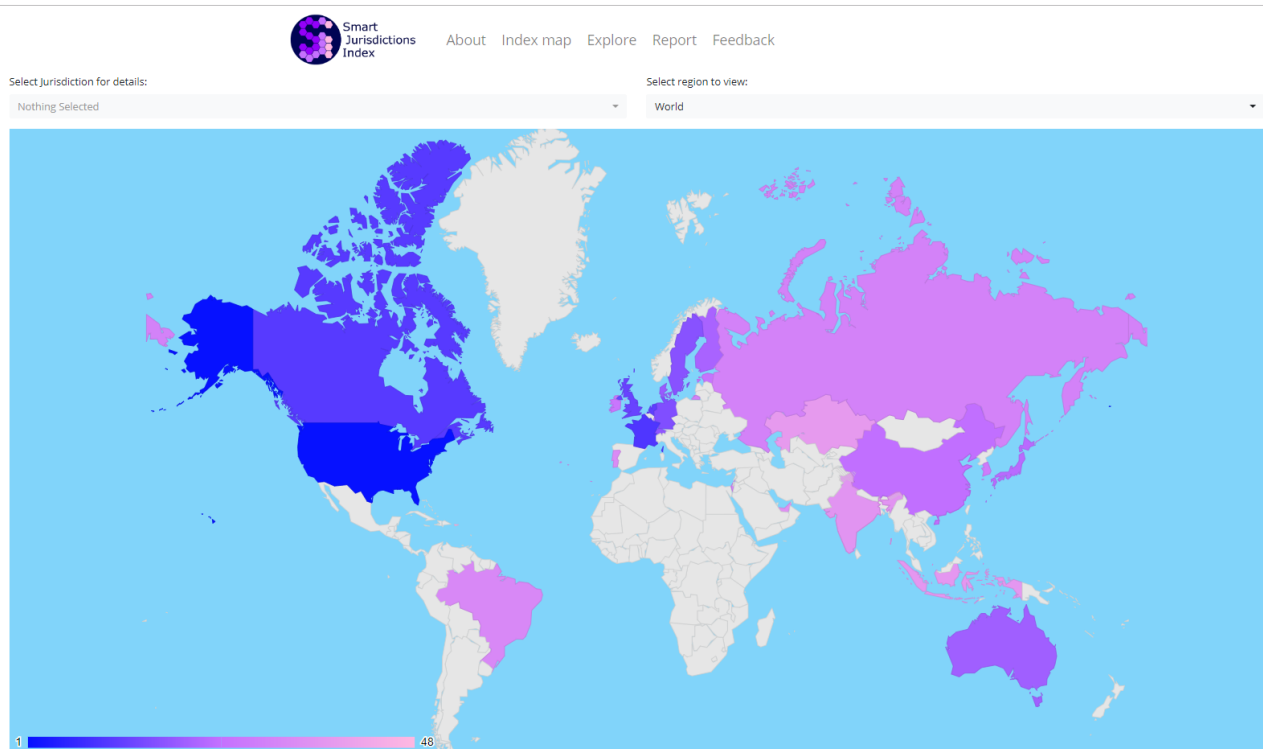 Smart
Jurisdictions
Index
About Index map Explore Report Feedback
Select Jurisdiction for details:
Select region to view:
Nothing Selected
World
1
48